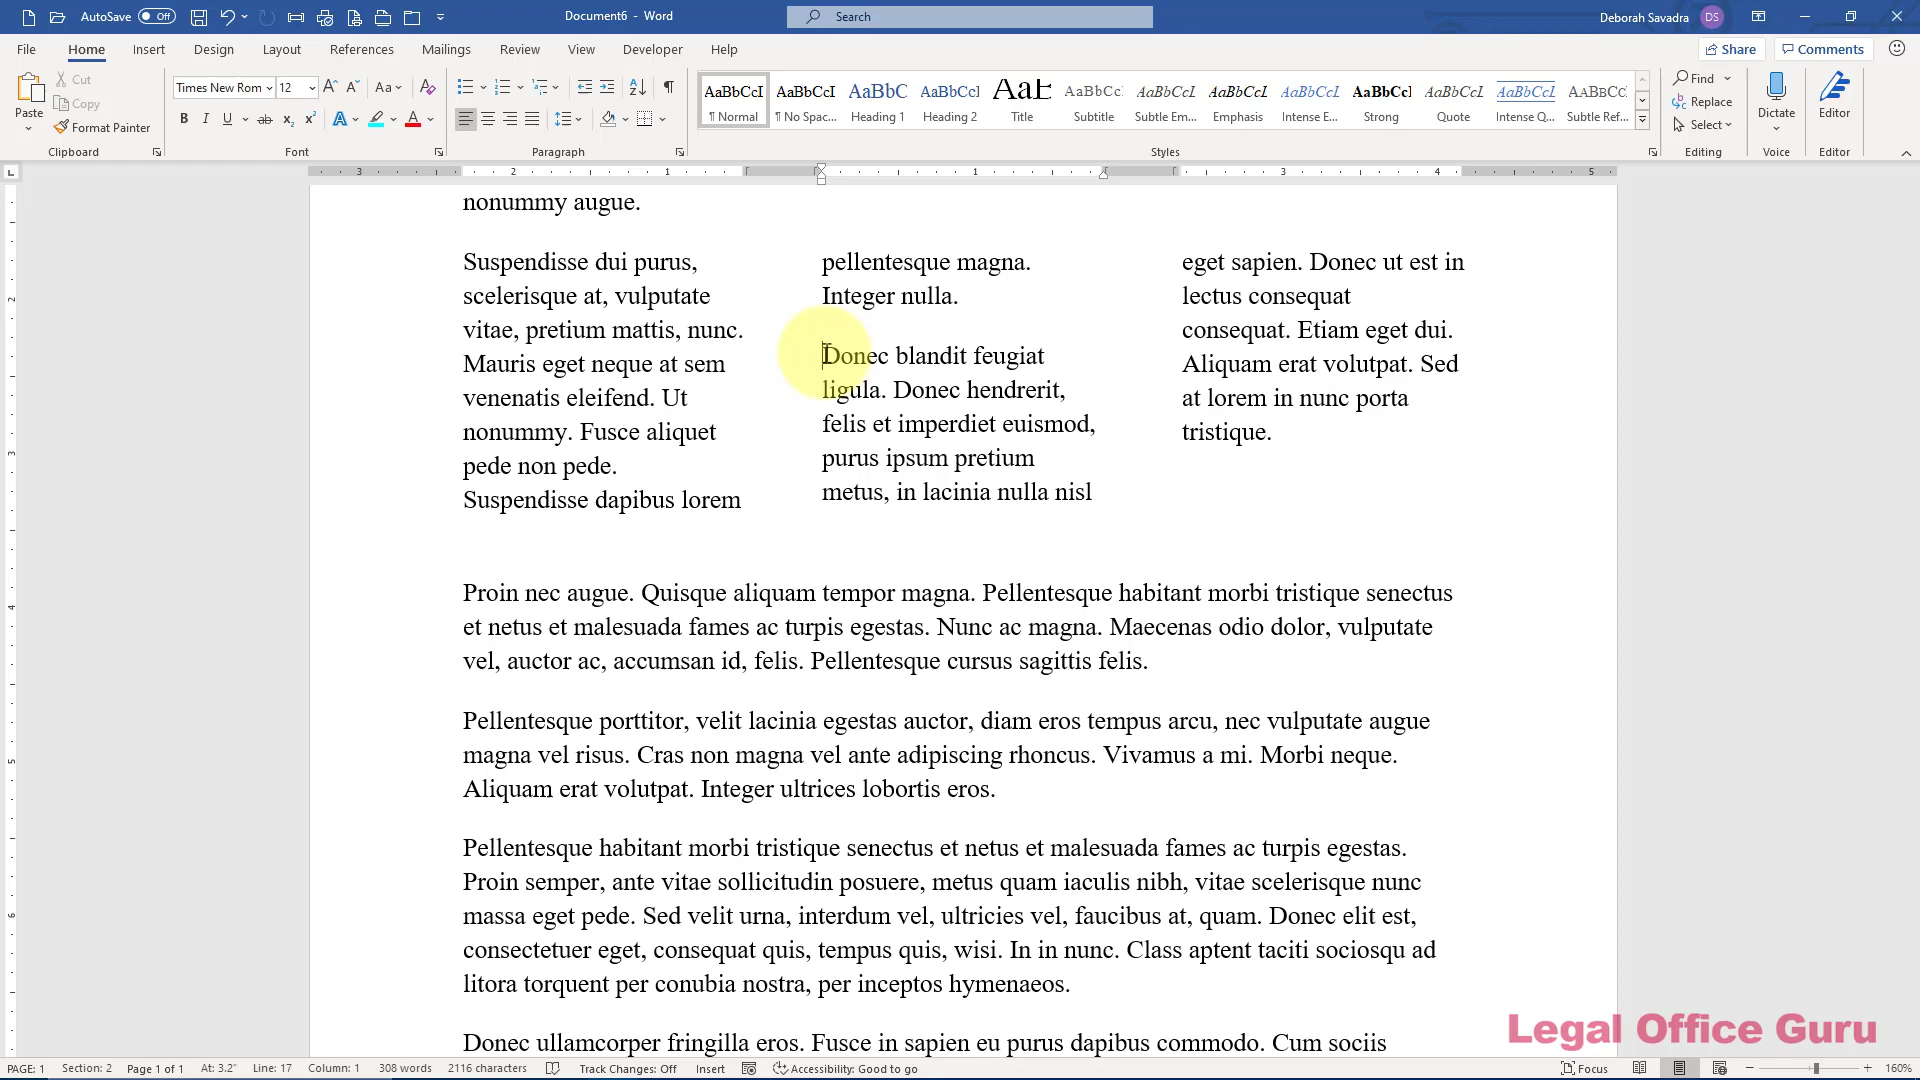 AutoSave Off Document6 - Word Search Deborah Savadra DS
File Home Insert Design Layout References Mailings Review View Developer Help Share Comments
Paste
Cut
Copy
Format Painter
Clipboard
Times New Rom 12 Aa
B I U ab x₂ x² A A
Font
Paragraph
AaBbCcI AaBbCcI AaBbC AaBbCcI AaB AaBbCc AaBbCcI AaBbCcI AaBbCcI AaBbCcI AaBbCcI AaBbCcI AaBbCc
¶ Normal ¶ No Spac... Heading 1 Heading 2 Title Subtitle Subtle Em... Emphasis Intense E... Strong Quote Intense Q... Subtle Ref...
Styles
Find
Replace
Select
Editing
Dictate
Voice
Editor
Editor
3 2 1 1 3 4 5
nonummy augue.
Suspendisse dui purus,
scelerisque at, vulputate
vitae, pretium mattis, nunc.
Mauris eget neque at sem
venenatis eleifend. Ut
nonummy. Fusce aliquet
pede non pede.
Suspendisse dapibus lorem
pellentesque magna.
Integer nulla.
Donec blandit feugiat
ligula. Donec hendrerit,
felis et imperdiet euismod,
purus ipsum pretium
metus, in lacinia nulla nisl
eget sapien. Donec ut est in
lectus consequat
consequat. Etiam eget dui.
Aliquam erat volutpat. Sed
at lorem in nunc porta
tristique.
Proin nec augue. Quisque aliquam tempor magna. Pellentesque habitant morbi tristique senectus
et netus et malesuada fames ac turpis egestas. Nunc ac magna. Maecenas odio dolor, vulputate
vel, auctor ac, accumsan id, felis. Pellentesque cursus sagittis felis.
Pellentesque porttitor, velit lacinia egestas auctor, diam eros tempus arcu, nec vulputate augue
magna vel risus. Cras non magna vel ante adipiscing rhoncus. Vivamus a mi. Morbi neque.
Aliquam erat volutpat. Integer ultrices lobortis eros.
Pellentesque habitant morbi tristique senectus et netus et malesuada fames ac turpis egestas.
Proin semper, ante vitae sollicitudin posuere, metus quam iaculis nibh, vitae scelerisque nunc
massa eget pede. Sed velit urna, interdum vel, ultricies vel, faucibus at, quam. Donec elit est,
consectetuer eget, consequat quis, tempus quis, wisi. In in nunc. Class aptent taciti sociosqu ad
litora torquent per conubia nostra, per inceptos hymenaeos.
Donec ullamcorper fringilla eros. Fusce in sapien eu purus dapibus commodo. Cum sociis
Legal Office Guru
2
3
4
5
6
PAGE: 1 Section: 2 Page 1 of 1 At: 3.2" Line: 17 Column: 1 308 words 2116 characters Track Changes: Off Insert Accessibility: Good to go Focus 160%